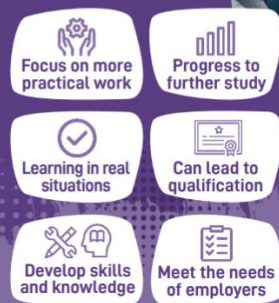 Focus on more
practical work
Progress to
further study
Learning in real
situations
Can lead to
qualification
Develop skills
and knowledge
Meet the needs
of employers